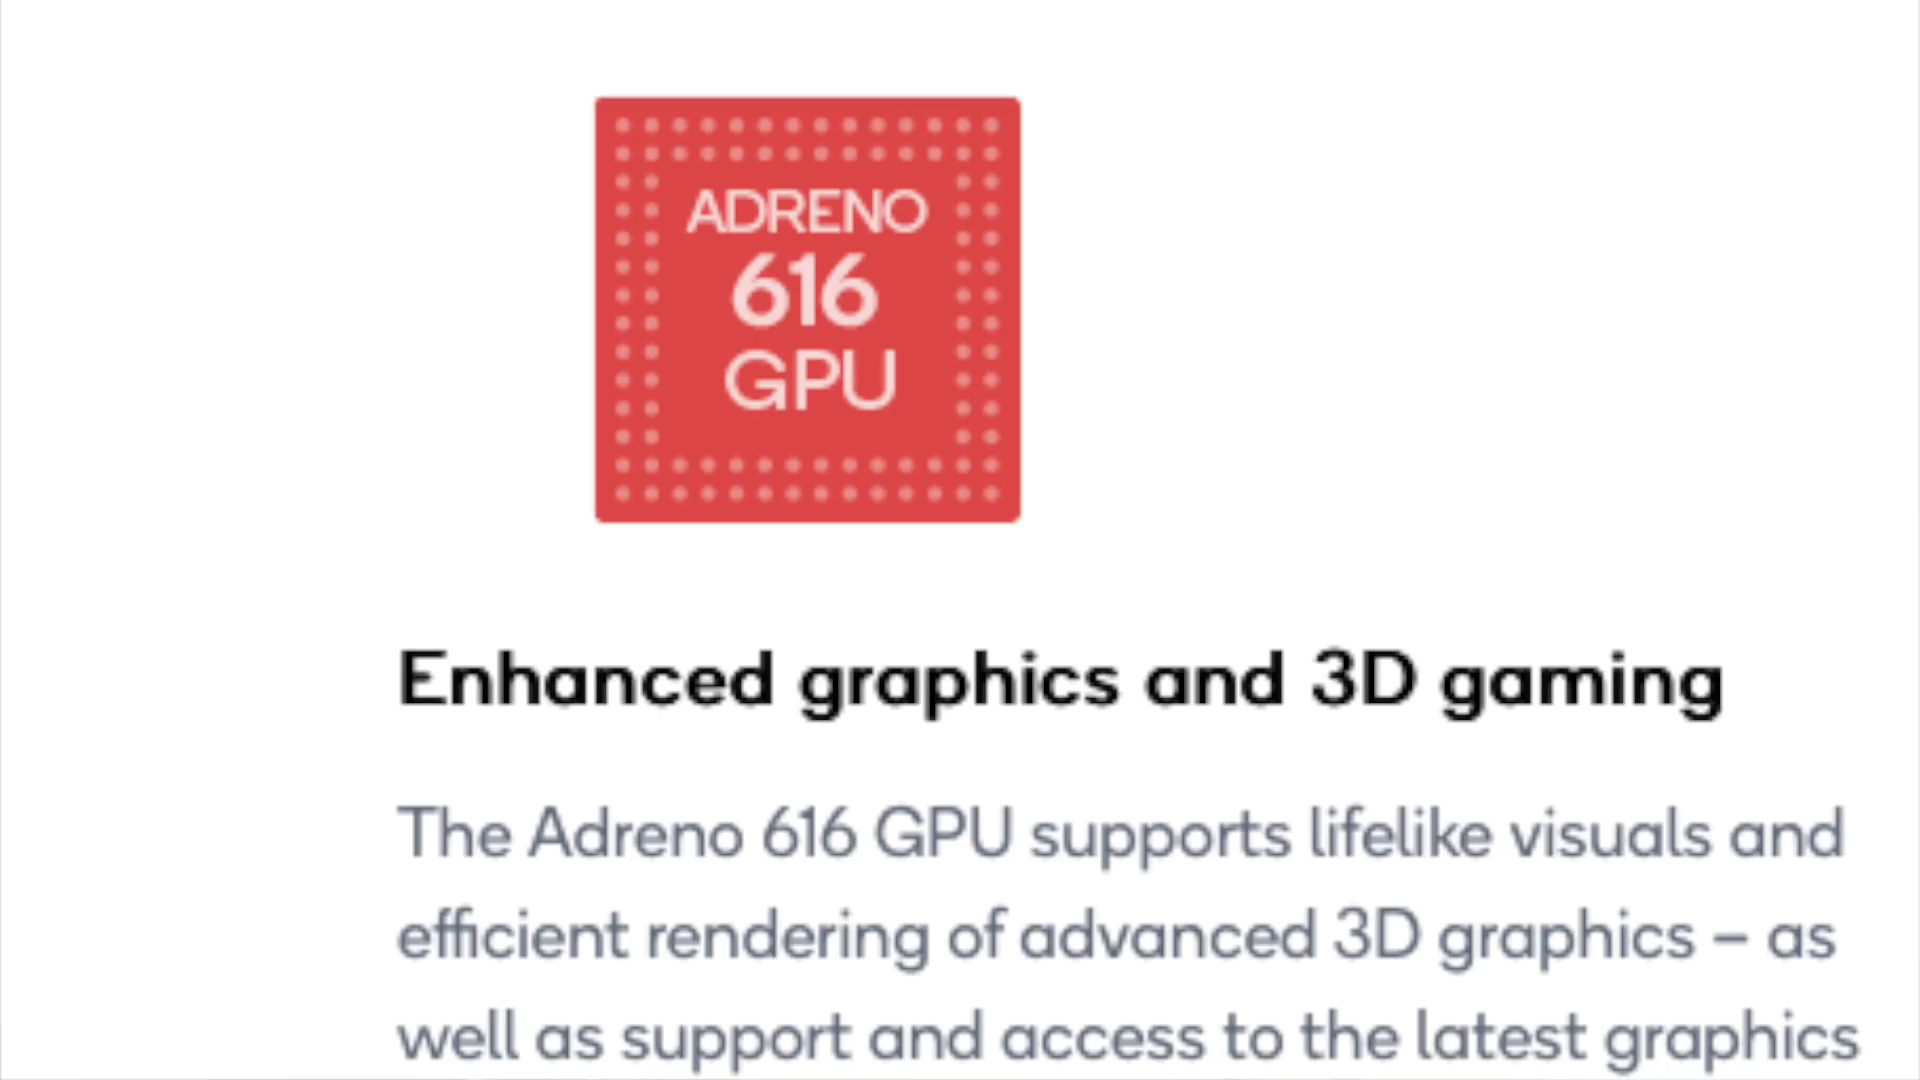 ADRENO
616
GPU
Enhanced graphics and 3D gaming
The Adreno 616 GPU supports lifelike visuals and
efficient rendering of advanced 3D graphics – as
well as support and access to the latest graphics